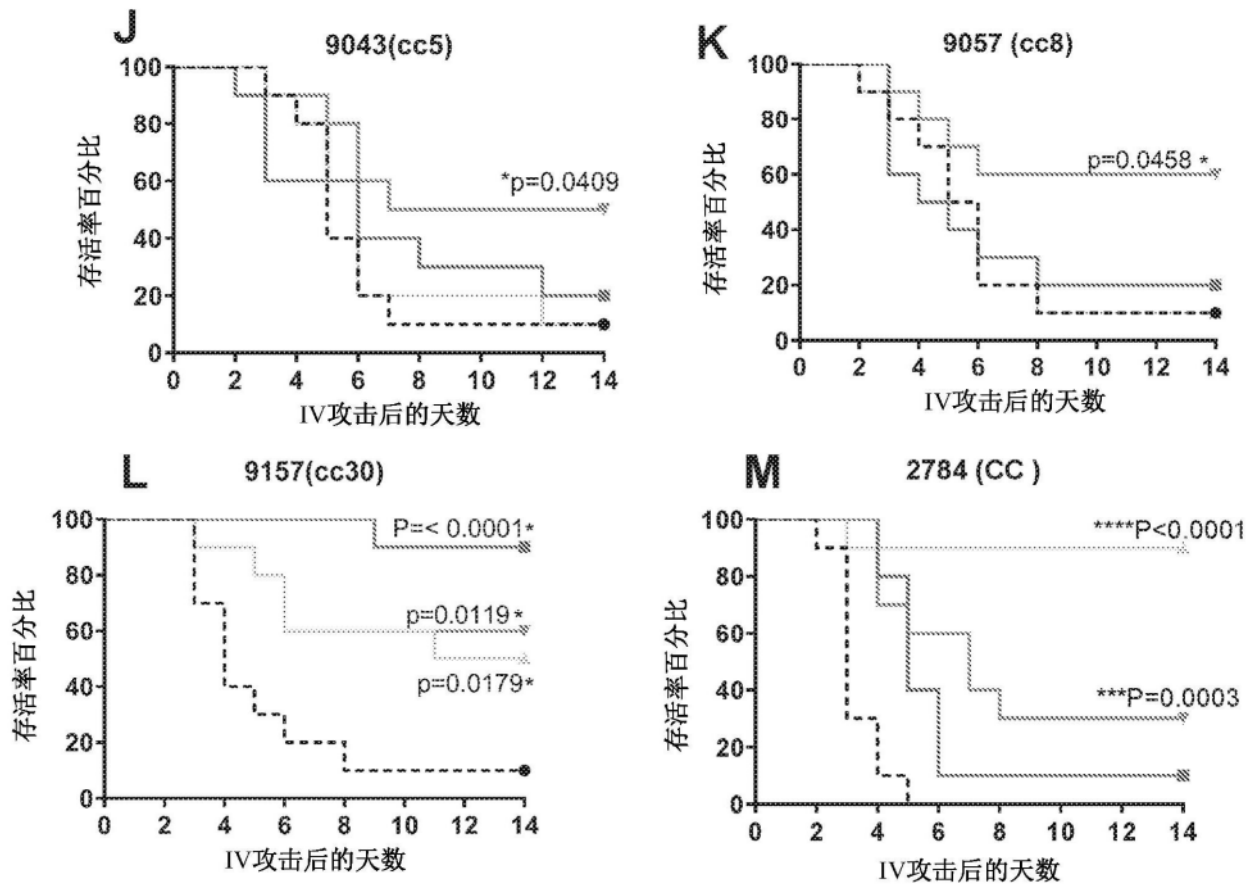 J
9043(cc5)
存活率百分比
100
80
60
40
20
0
*p=0.0409
0 2 4 6 8 10 12 14
IV攻击后的天数
K
9057 (cc8)
存活率百分比
100
80
60
40
20
0
p=0.0458 *
0 2 4 6 8 10 12 14
IV攻击后的天数
L
9157(cc30)
存活率百分比
100
80
60
40
20
0
P=< 0.0001*
p=0.0119 *
p=0.0179*
0 2 4 6 8 10 12 14
IV攻击后的天数
M
2784 (CC )
存活率百分比
100
80
60
40
20
0
****P<0.0001
***P=0.0003
0 2 4 6 8 10 12 14
IV攻击后的天数